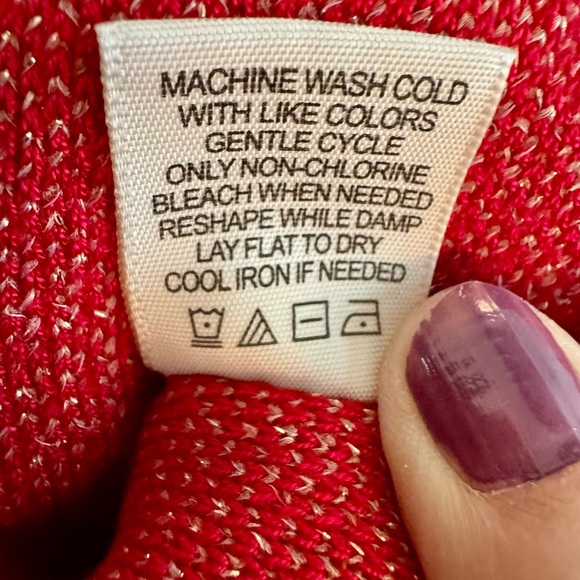 MACHINE WASH COLD
WITH LIKE COLORS
GENTLE CYCLE
ONLY NON-CHLORINE
BLEACH WHEN NEEDED
RESHAPE WHILE DAMP
LAY FLAT TO DRY
COOL IRON IF NEEDED